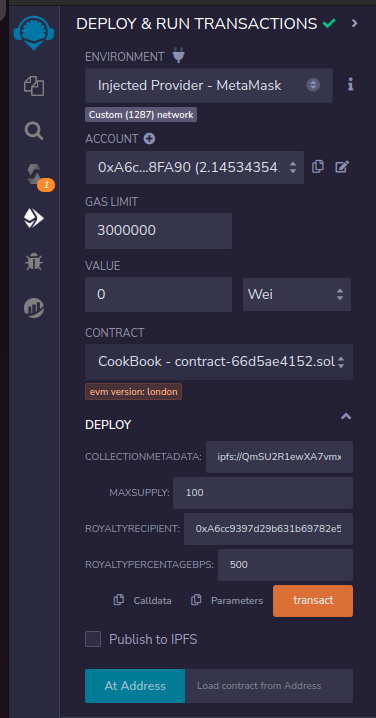 DEPLOY & RUN TRANSACTIONS
ENVIRONMENT
Injected Provider - MetaMask
Custom (1287) network
ACCOUNT
0xA6c...8FA90 (2.14534354
GAS LIMIT
3000000
VALUE
0 Wei
CONTRACT
CookBook - contract-66d5ae4152.sol
evm version: london
DEPLOY
COLLECTIONMETADATA: ipfs://QmSU2R1ewXA7vmx
MAXSUPPLY: 100
ROYALTYRECIPIENT: 0xA6cc9397d29b631b69782e5
ROYALTYPERCENTAGEBPS: 500
Calldata Parameters transact
Publish to IPFS
At Address Load contract from Address
1